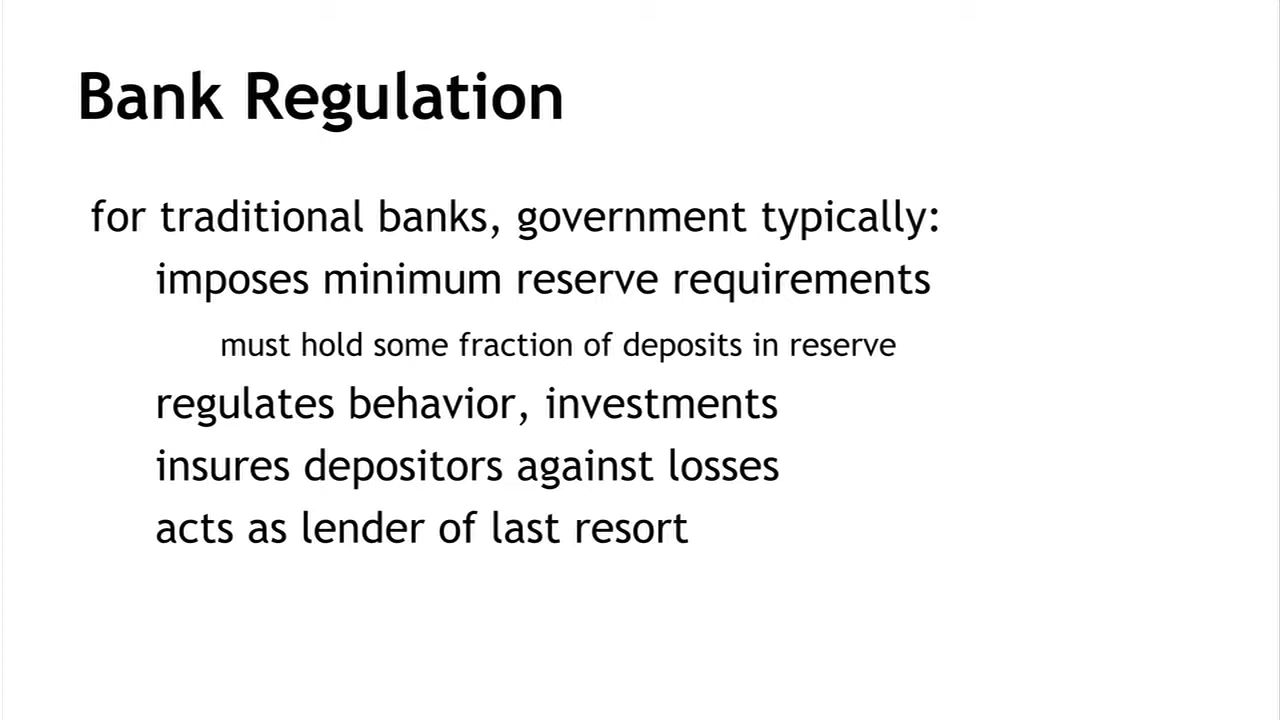 Bank Regulation
for traditional banks, government typically:
imposes minimum reserve requirements
must hold some fraction of deposits in reserve
regulates behavior, investments
insures depositors against losses
acts as lender of last resort